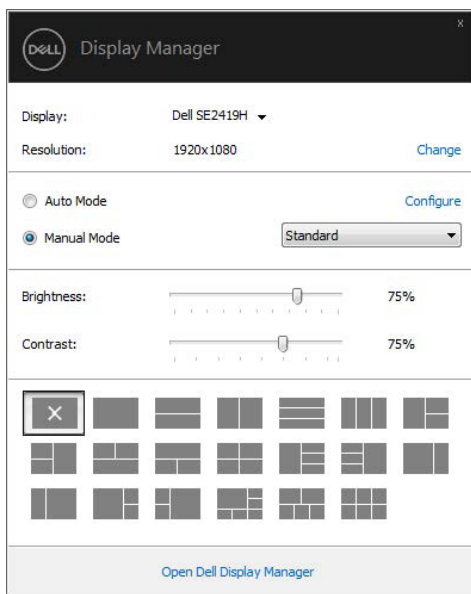 x
DELL Display Manager
Display: Dell SE2419H
Resolution: 1920x1080 Change
Auto Mode Configure
Manual Mode Standard
Brightness: 75%
Contrast: 75%
Open Dell Display Manager